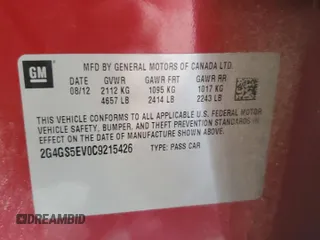 GM
MFD BY GENERAL MOTORS OF CANADA LTD.
DATE GVWR GAWR FRT GAWR RR
08/12 2112 KG 1095 KG 1017 KG
4657 LB 2414 LB 2243 LB
THIS VEHICLE CONFORMS TO ALL APPLICABLE U.S. FEDERAL MOTOR
VEHICLE SAFETY, BUMPER, AND THEFT PREVENTION STANDARDS IN
EFFECT ON THE DATE OF MANUFACTURE SHOWN ABOVE.
2G4GS5EV0C9215426 TYPE: PASS CAR
© DREAMBID